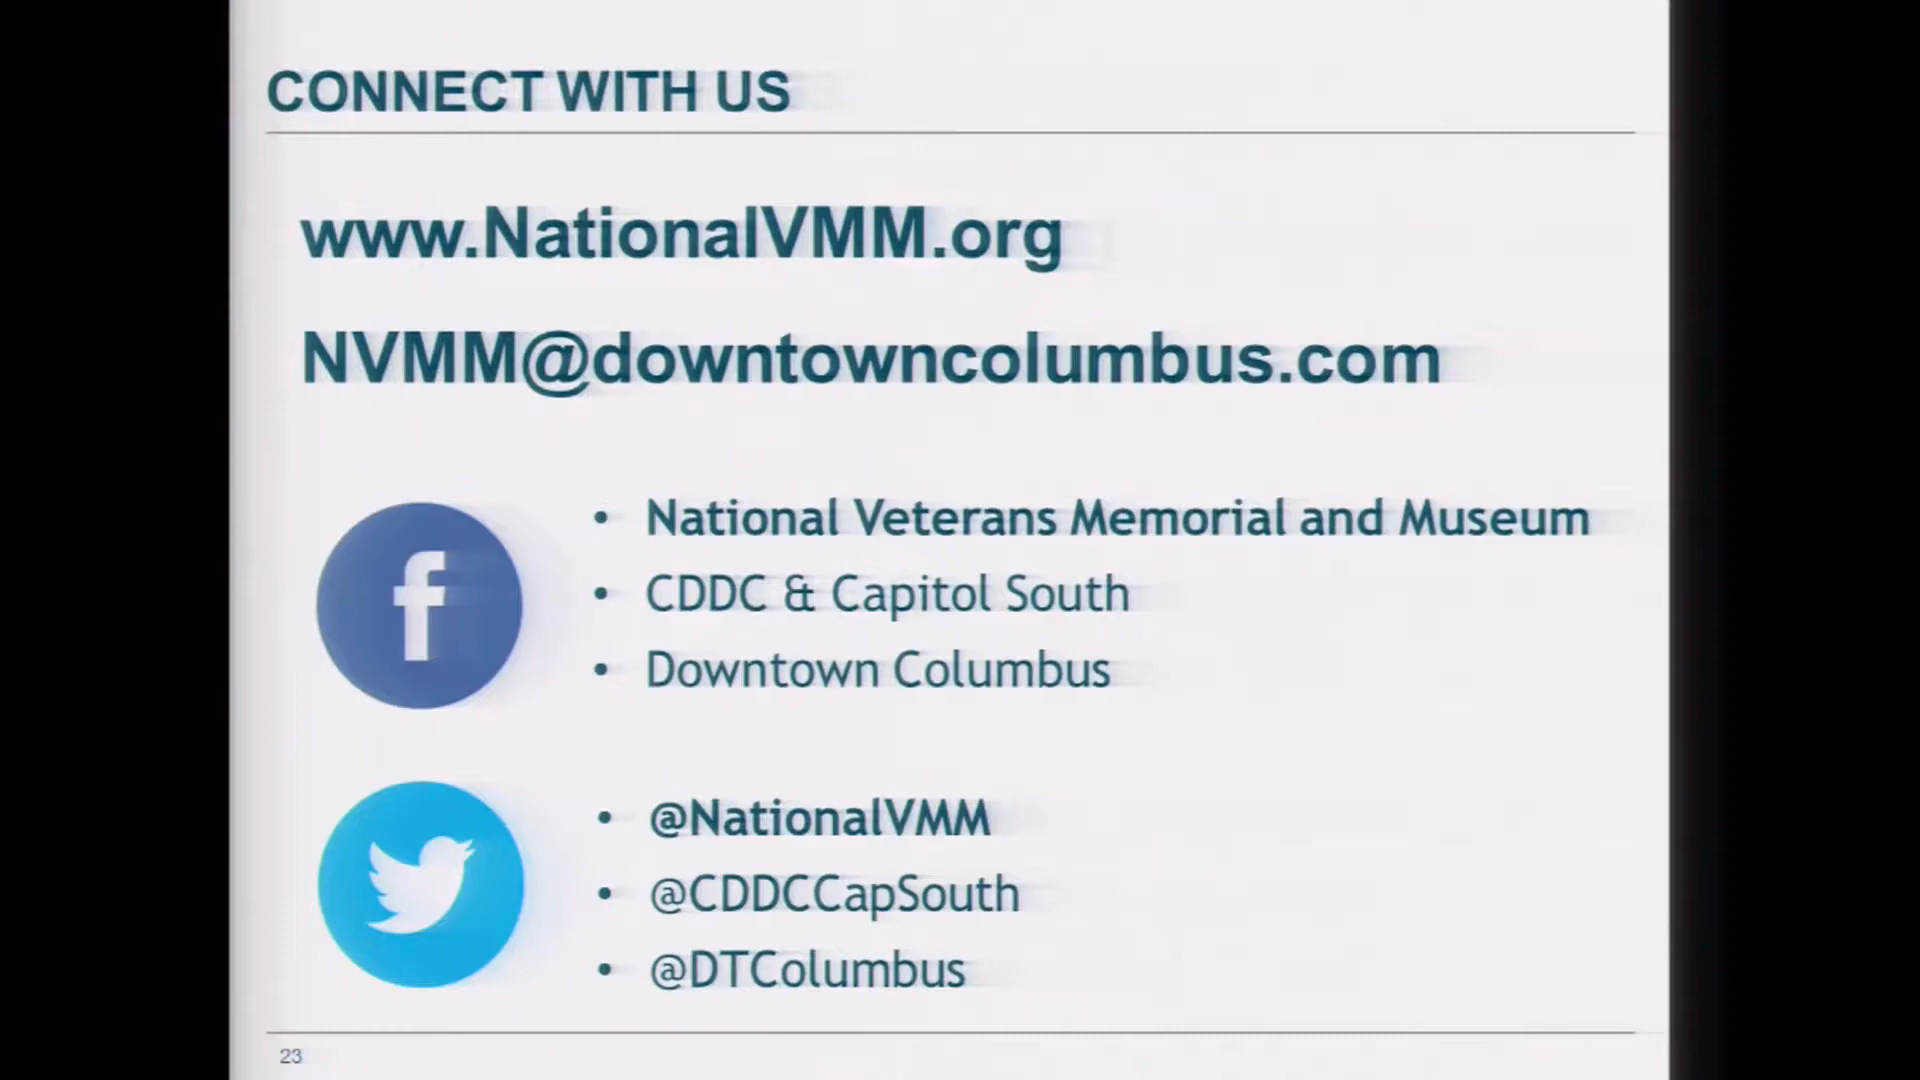 CONNECT WITH US
www.NationalVMM.org
NVMM@downtowncolumbus.com
• National Veterans Memorial and Museum
• CDDC & Capitol South
• Downtown Columbus
• @NationalVMM
• @CDDCCapSouth
• @DTColumbus
23